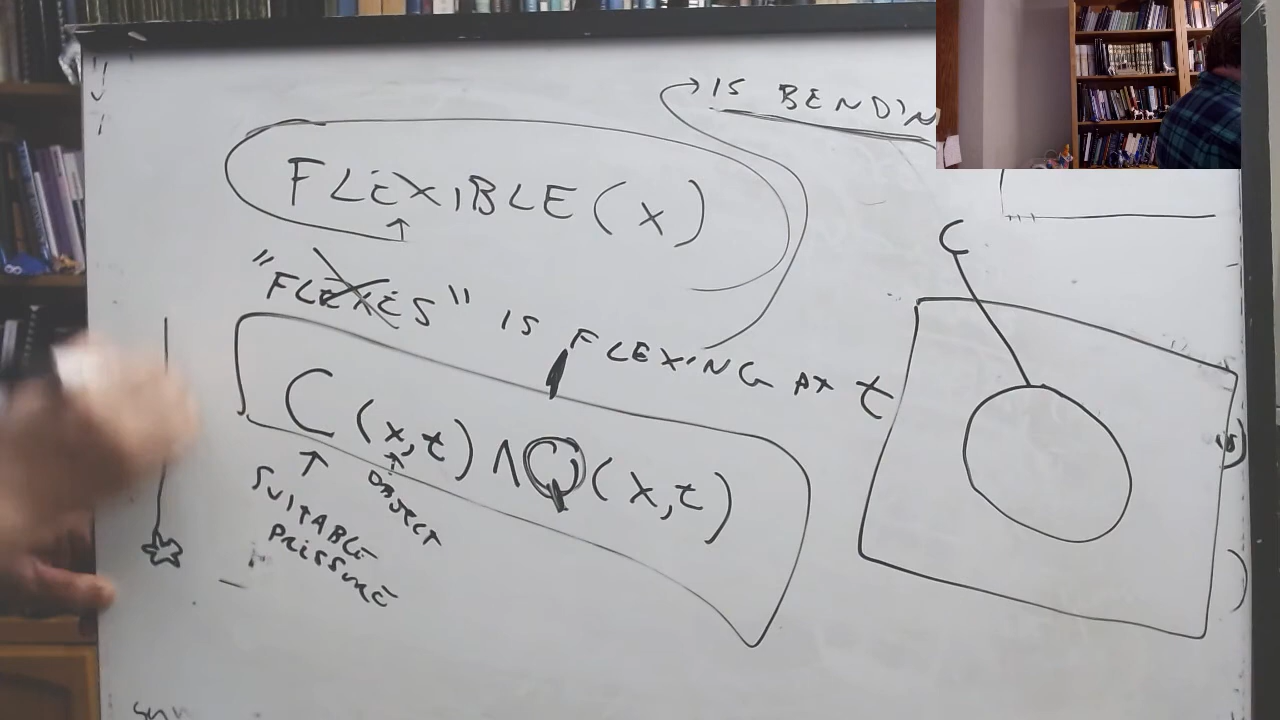 IS BENDIN
FLEXIBLE(x)
↑
"FLEXES" IS FLEXING AT t
C
C(x,t) ∧ Q(x,t)
↑ ↑
SUITABLE OBJECT
PRESSURE